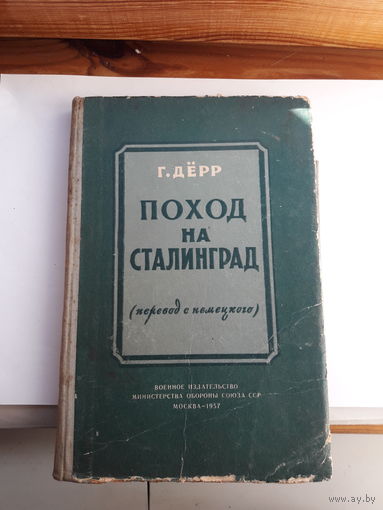 Г. ДЁРР
ПОХОД
НА
СТАЛИНГРАД
(перевод с немецкого)
ВОЕННОЕ ИЗДАТЕЛЬСТВО
МИНИСТЕРСТВА ОБОРОНЫ СОЮЗА ССР
МОСКВА—1957
www.ay.by